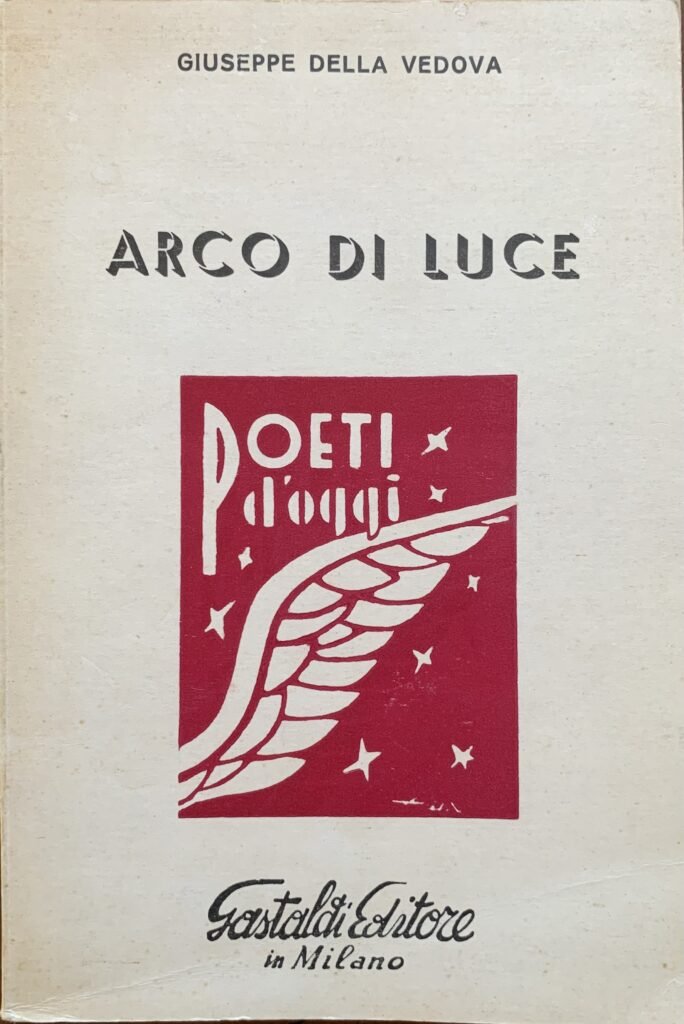 GIUSEPPE DELLA VEDOVA
ARCO DI LUCE
POETI
d'oggi
Gastaldi Editore
in Milano